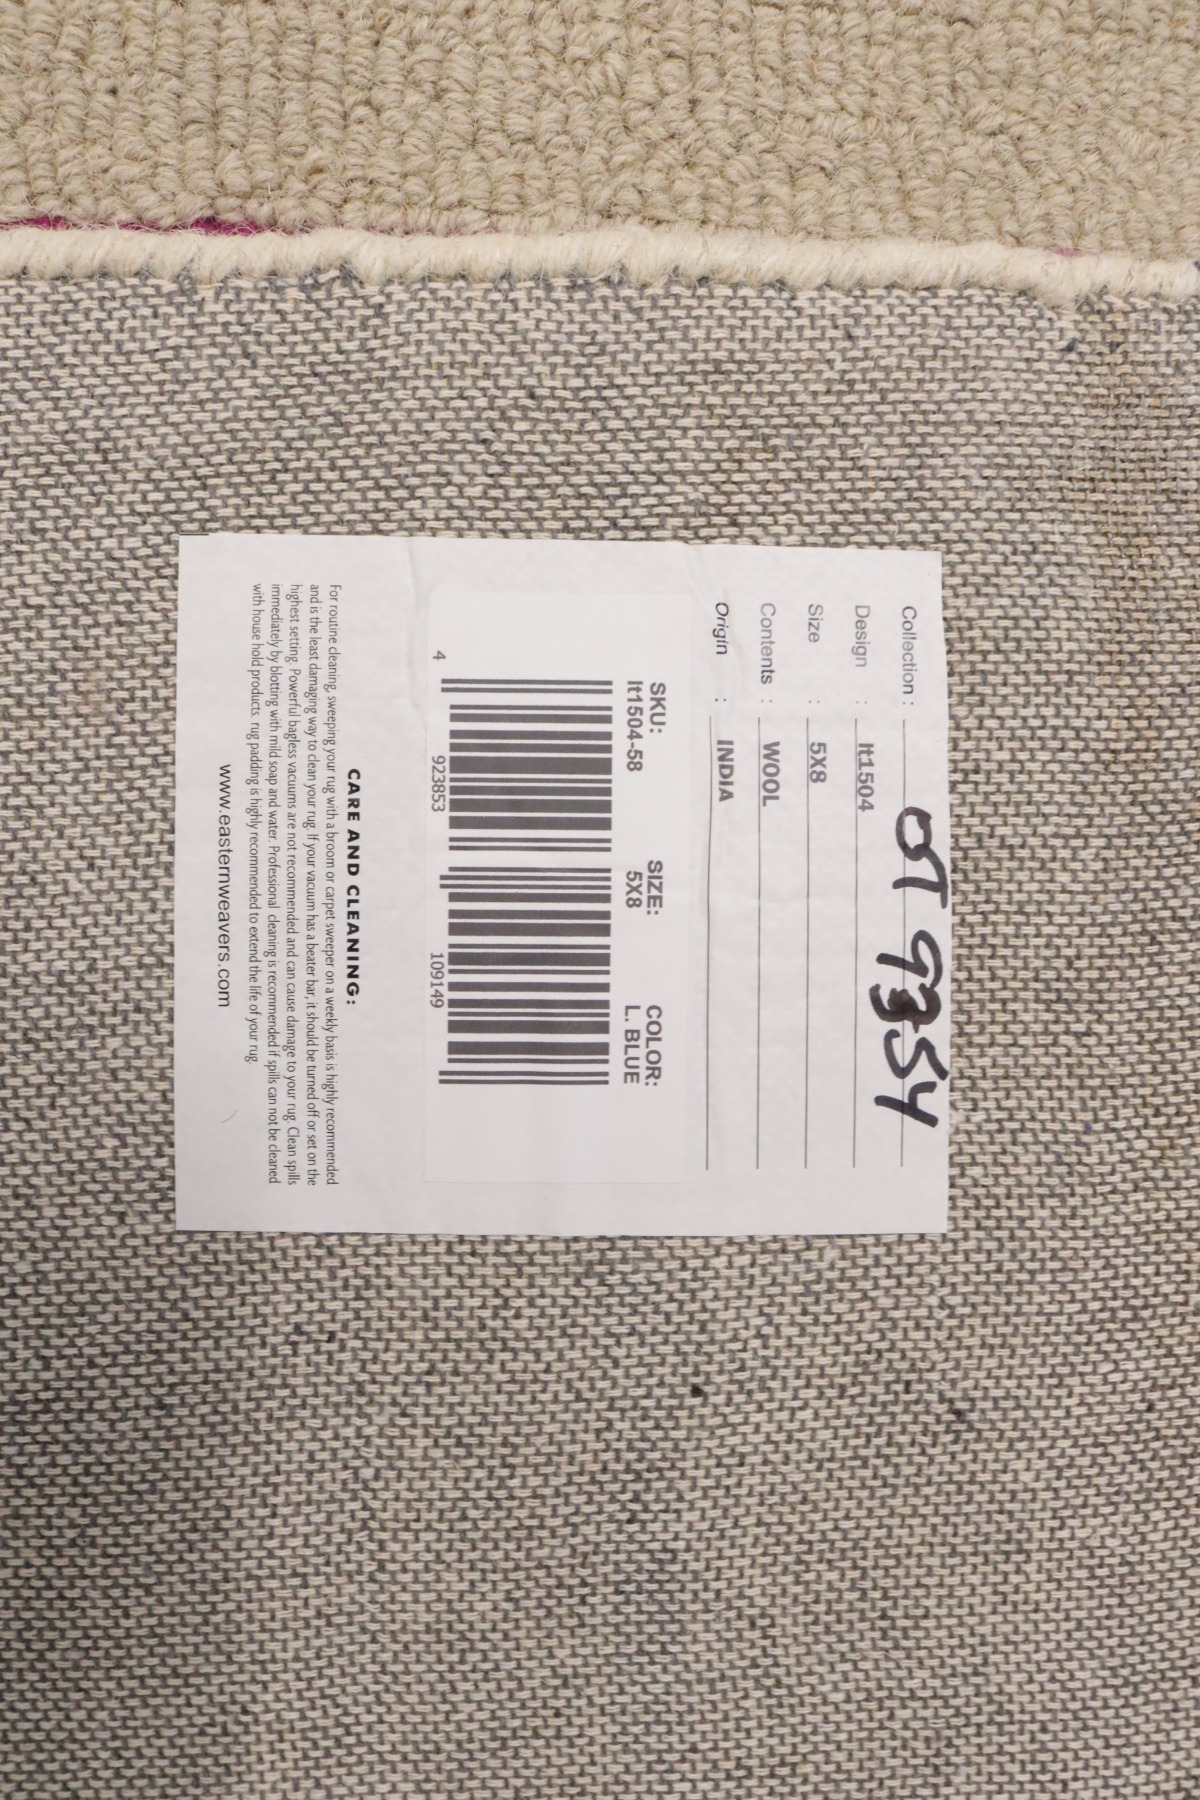 Collection :
OT 9354
Design : It1504
Size : 5X8
Contents : WOOL
Origin : INDIA
SKU: SIZE: COLOR:
It1504-58 5X8 L. BLUE
4 923853 109149
CARE AND CLEANING:
For routine cleaning, sweeping your rug with a broom or carpet sweeper on a weekly basis is highly recommended
and is the least damaging way to clean your rug. If your vacuum has a beater bar, it should be turned off or set on the
highest setting. Powerful bagless vacuums are not recommended and can cause damage to your rug. Clean spills
immediately by blotting with mild soap and water. Professional cleaning is recommended if spills can not be cleaned
with house hold products. rug padding is highly recommended to extend the life of your rug.
www.easternweavers.com